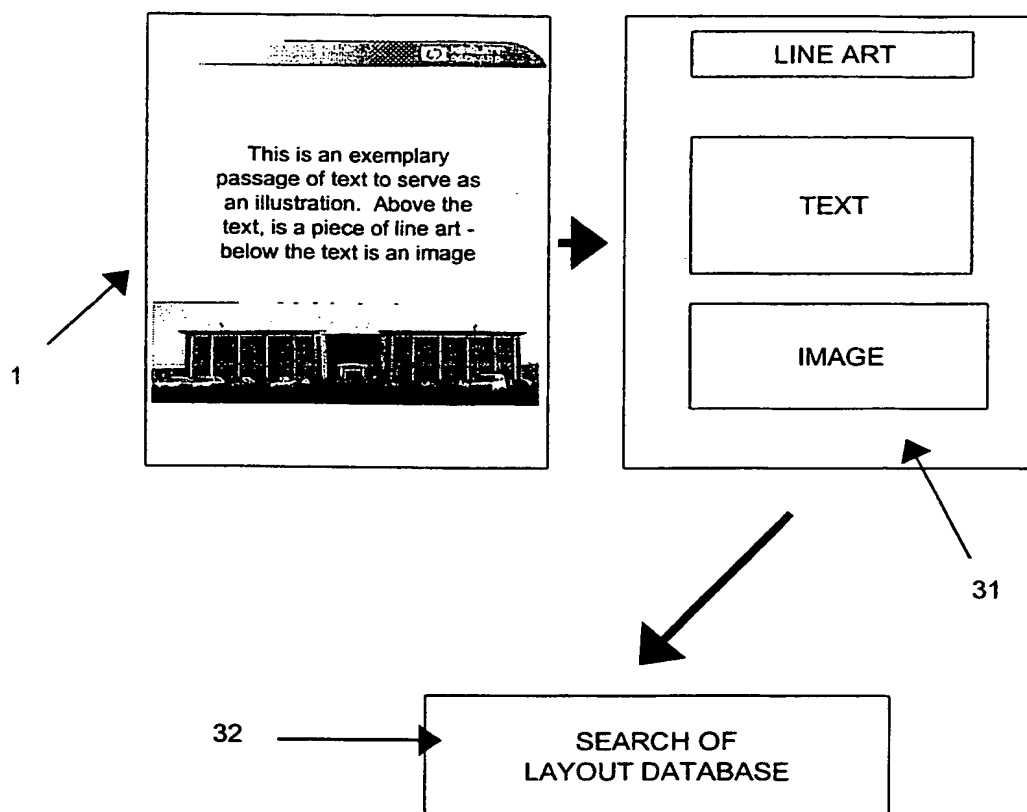 LINE ART
This is an exemplary
passage of text to serve as
an illustration. Above the
text, is a piece of line art -
below the text is an image
TEXT
IMAGE
1
31
32
SEARCH OF
LAYOUT DATABASE